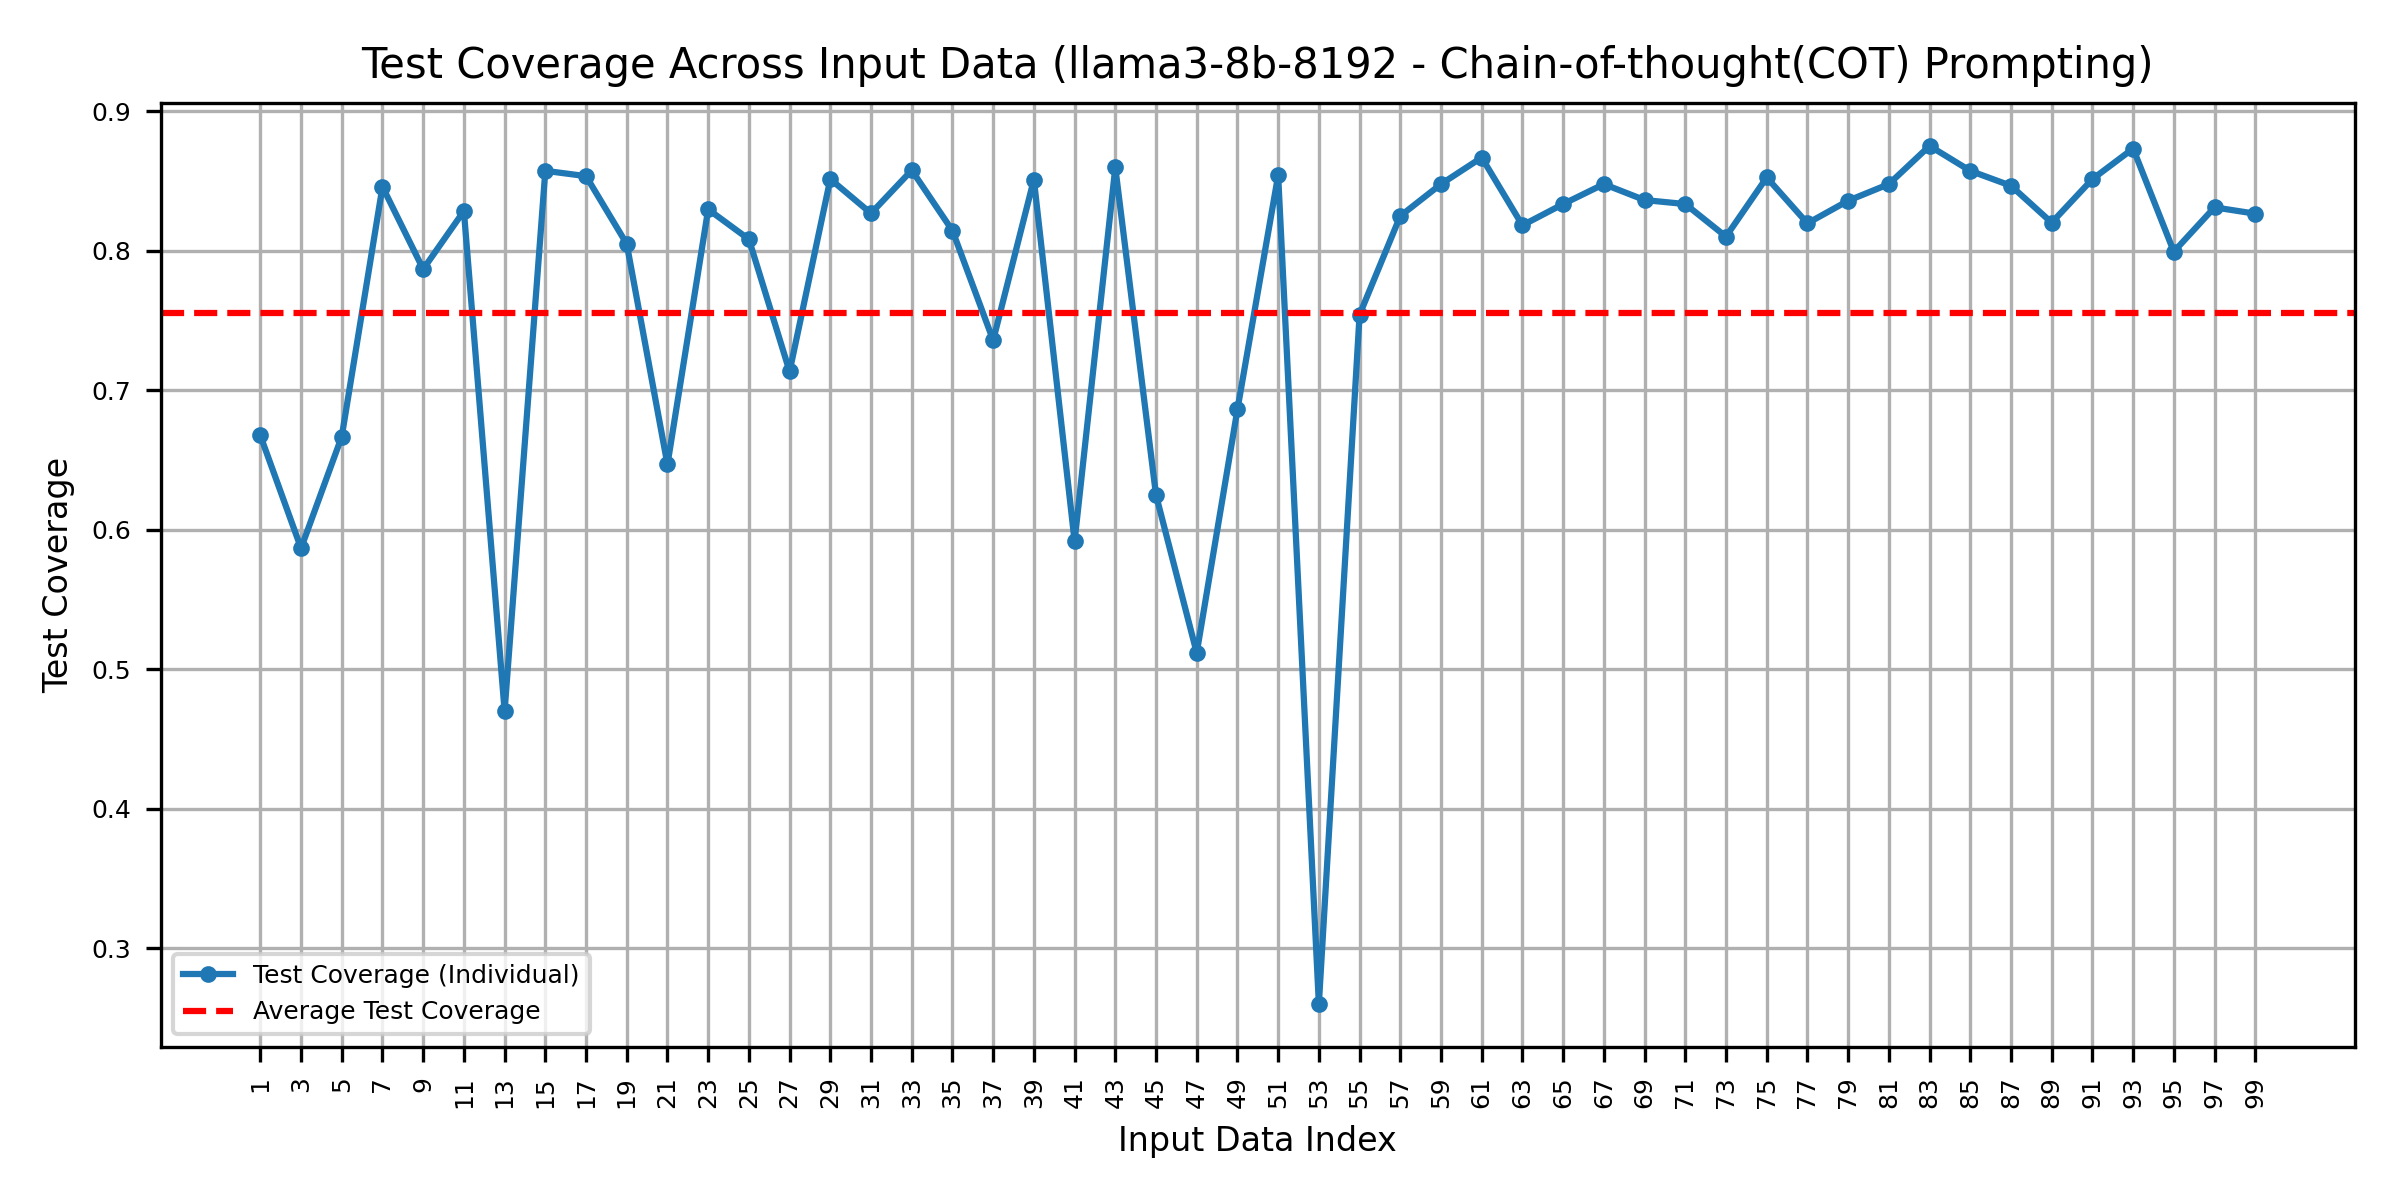 Test Coverage Across Input Data (llama3-8b-8192 - Chain-of-thought(COT) Prompting)
Test Coverage
0.9
0.8
0.7
0.6
0.5
0.4
0.3
Test Coverage (Individual)
Average Test Coverage
1 3 5 7 9 11 13 15 17 19 21 23 25 27 29 31 33 35 37 39 41 43 45 47 49 51 53 55 57 59 61 63 65 67 69 71 73 75 77 79 81 83 85 87 89 91 93 95 97 99
Input Data Index